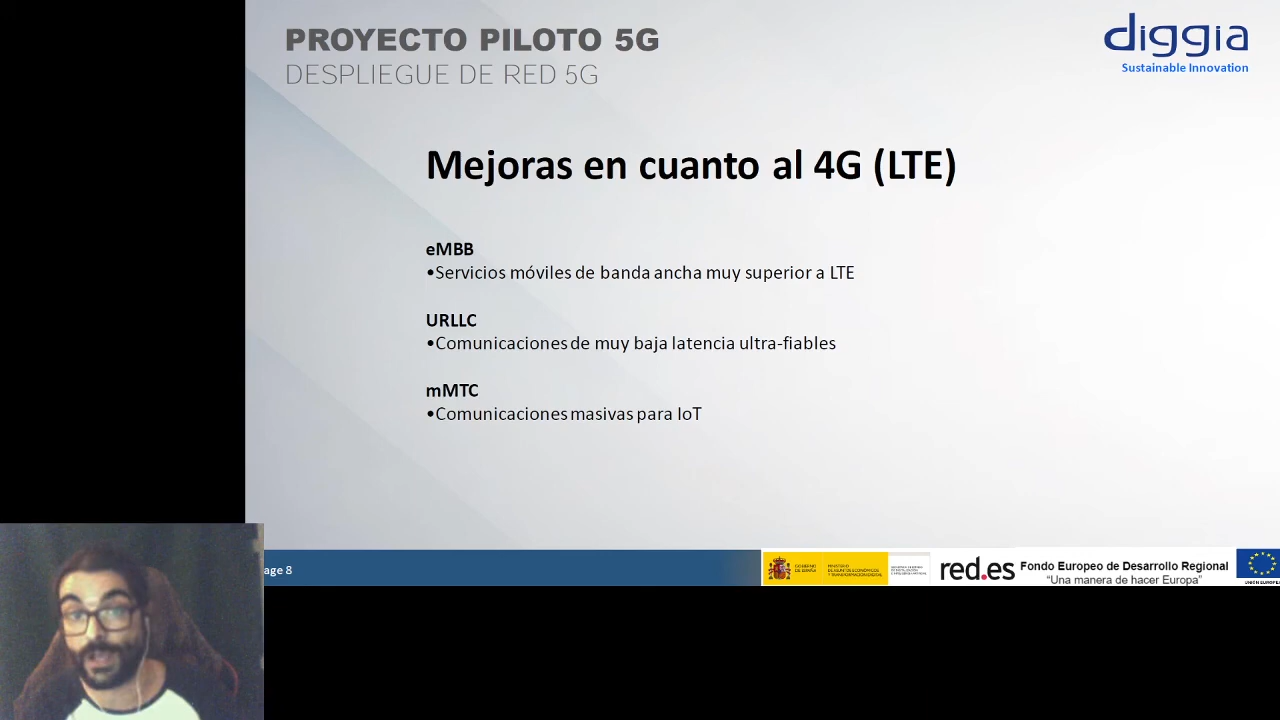 PROYECTO PILOTO 5G
DESPLIEGUE DE RED 5G
diggia
Sustainable Innovation
Mejoras en cuanto al 4G (LTE)
eMBB
•Servicios móviles de banda ancha muy superior a LTE
URLLC
•Comunicaciones de muy baja latencia ultra-fiables
mMTC
•Comunicaciones masivas para IoT
age 8
GOBIERNO
DE ESPAÑA
MINISTERIO
DE ASUNTOS ECONÓMICOS
Y TRANSFORMACIÓN DIGITAL
red.es
Fondo Europeo de Desarrollo Regional
“Una manera de hacer Europa”
UNIÓN EUROPEA